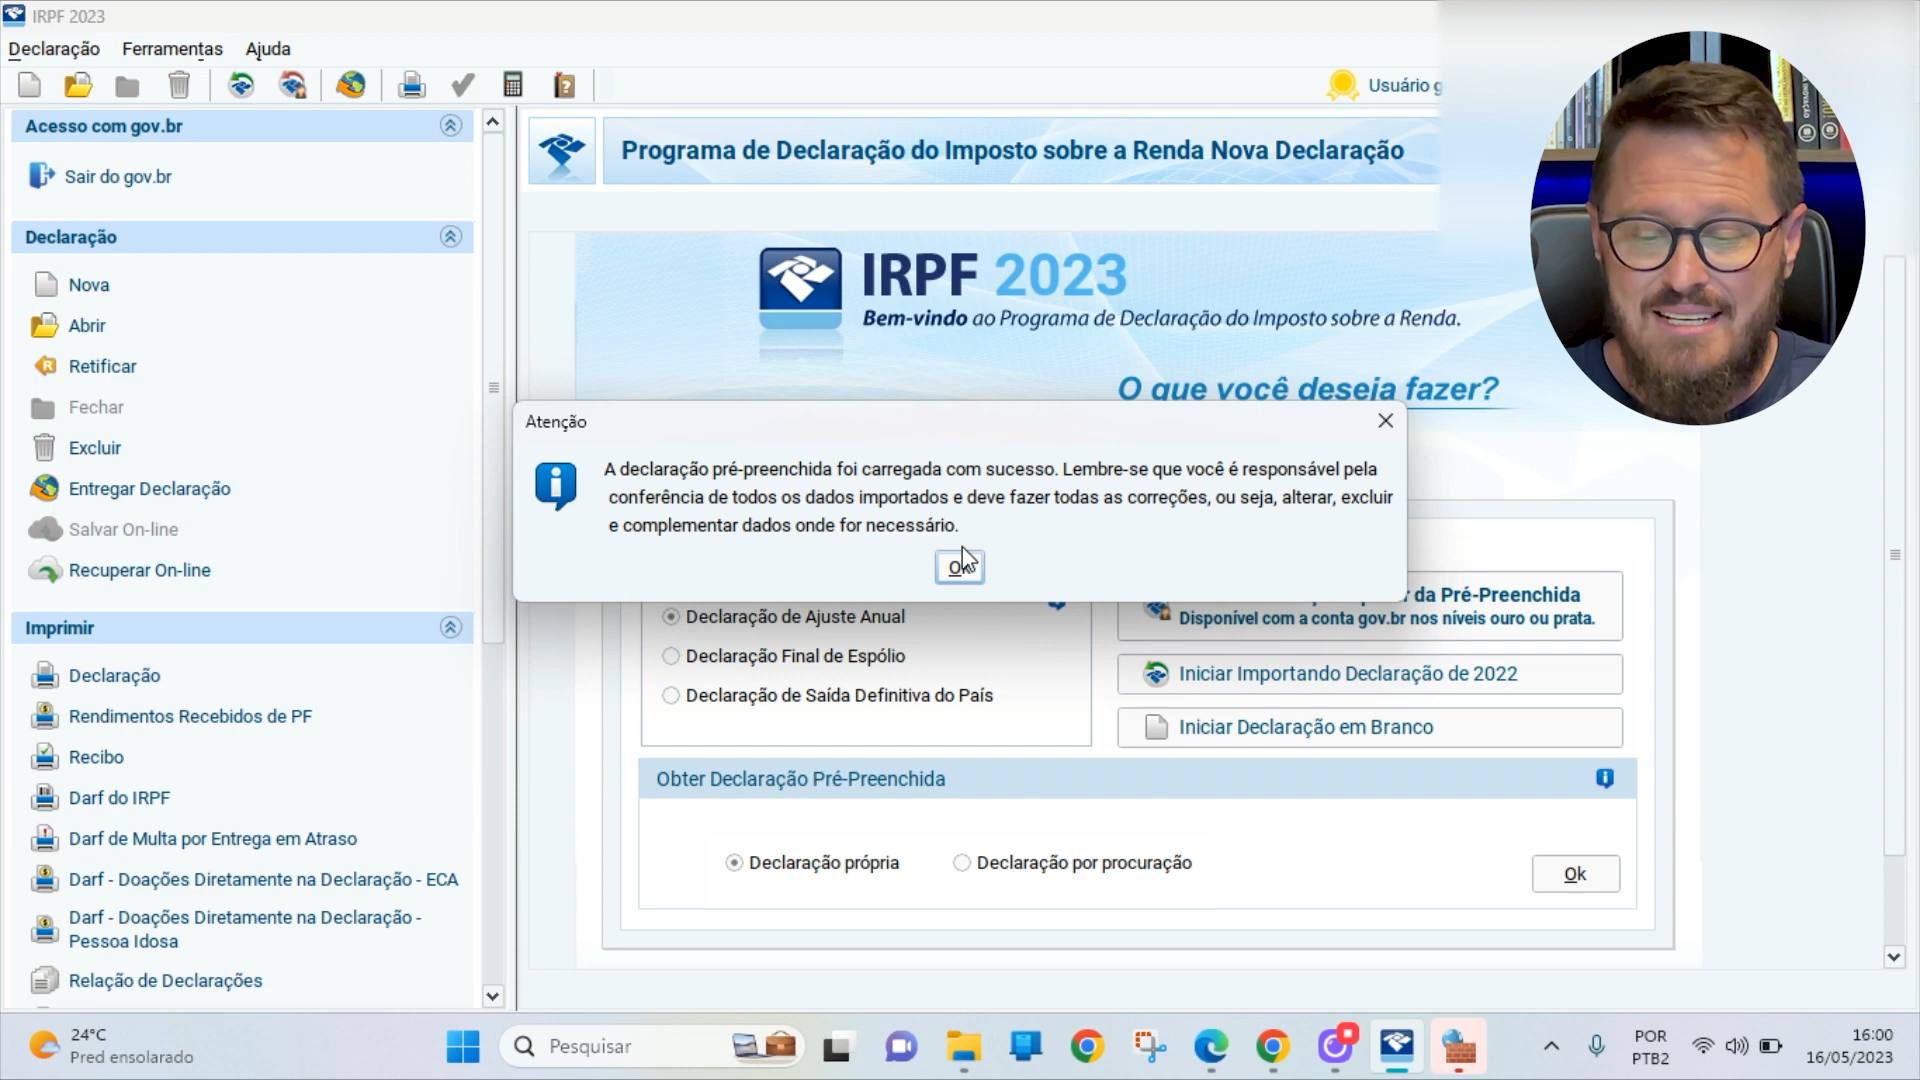 IRPF 2023
Declaração Ferramentas Ajuda
Usuário g
Acesso com gov.br
Sair do gov.br
Declaração
Nova
Abrir
Retificar
Fechar
Excluir
Entregar Declaração
Salvar On-line
Recuperar On-line
Imprimir
Declaração
Rendimentos Recebidos de PF
Recibo
Darf do IRPF
Darf de Multa por Entrega em Atraso
Darf - Doações Diretamente na Declaração - ECA
Darf - Doações Diretamente na Declaração -
Pessoa Idosa
Relação de Declarações
Programa de Declaração do Imposto sobre a Renda Nova Declaração
IRPF 2023
Bem-vindo ao Programa de Declaração do Imposto sobre a Renda.
O que você deseja fazer?
Atenção
A declaração pré-preenchida foi carregada com sucesso. Lembre-se que você é responsável pela
conferência de todos os dados importados e deve fazer todas as correções, ou seja, alterar, excluir
e complementar dados onde for necessário.
Declaração de Ajuste Anual
Declaração Final de Espólio
Declaração de Saída Definitiva do País
da Pré-Preenchida
Disponível com a conta gov.br nos níveis ouro ou prata.
Iniciar Importando Declaração de 2022
Iniciar Declaração em Branco
Obter Declaração Pré-Preenchida
Declaração própria
Declaração por procuração
Ok
INOVAÇÃO
24°C
Pred ensolarado
Pesquisar
POR
PTB2
16:00
16/05/2023